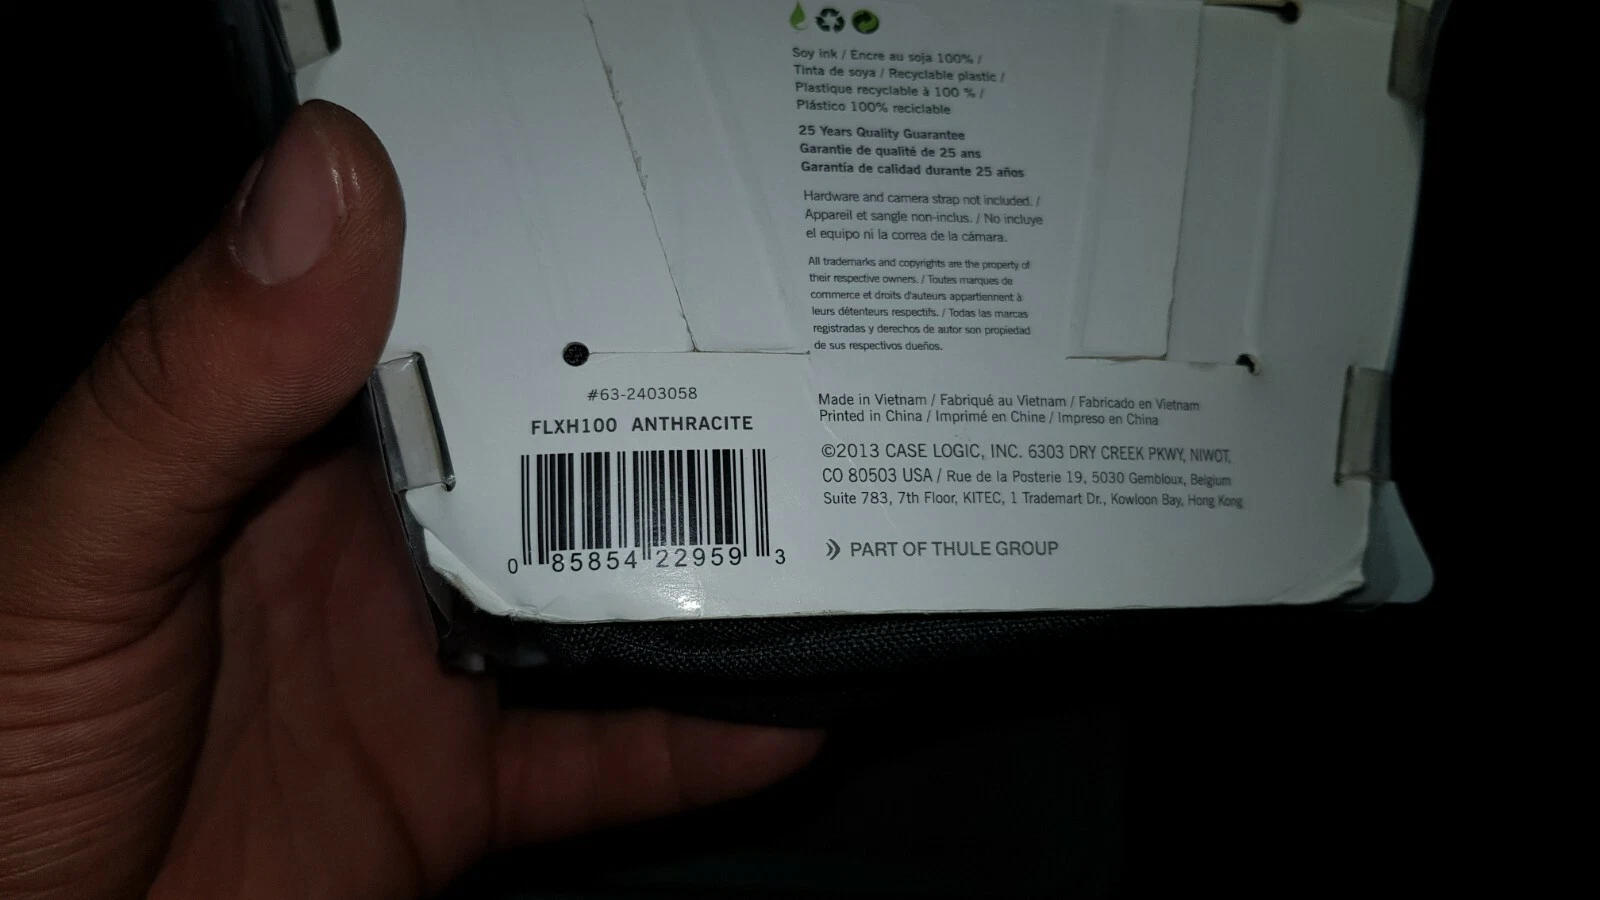 Soy ink / Encre au soja 100% /
Tinta de soya / Recyclable plastic /
Plastique recyclable à 100 % /
Plástico 100% reciclable
25 Years Quality Guarantee
Garantie de qualité de 25 ans
Garantía de calidad durante 25 años
Hardware and camera strap not included. /
Appareil et sangle non-inclus. / No incluye
el equipo ni la correa de la cámara.
All trademarks and copyrights are the property of
their respective owners. / Toutes marques de
commerce et droits d'auteurs appartiennent à
leurs détenteurs respectifs. / Todas las marcas
registradas y derechos de autor son propiedad
de sus respectivos dueños.
#63-2403058
FLXH100 ANTHRACITE
0 85854 22959 3
Made in Vietnam / Fabriqué au Vietnam / Fabricado en Vietnam
Printed in China / Imprimé en Chine / Impreso en China
©2013 CASE LOGIC, INC. 6303 DRY CREEK PKWY, NIWOT,
CO 80503 USA / Rue de la Posterie 19, 5030 Gembloux, Belgium
Suite 783, 7th Floor, KITEC, 1 Trademart Dr., Kowloon Bay, Hong Kong
PART OF THULE GROUP